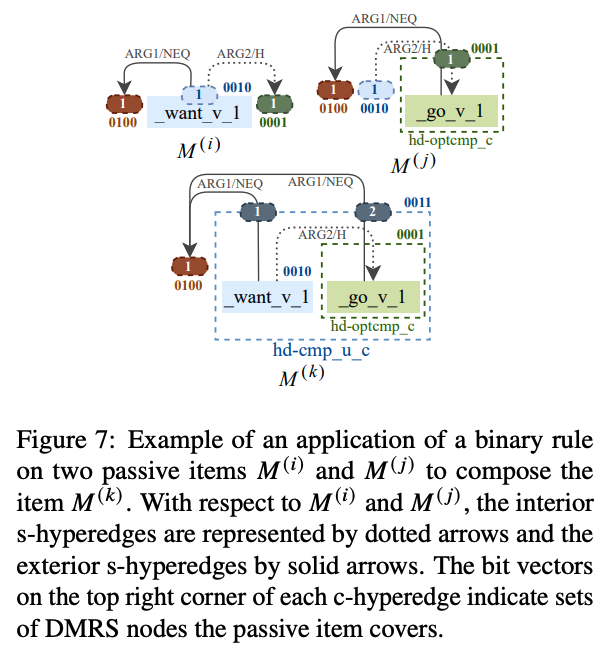 ARG1/NEQ
ARG2/H
1
1
1
0010
_want_v_1
0100
0001
M(i)
ARG1/NEQ
ARG2/H
0001
1
1
1
0100
0010
_go_v_1
hd-optcmp_c
M(j)
ARG1/NEQ
ARG1/NEQ
0011
1
2
ARG2/H
0001
1
0100
0010
_want_v_1
_go_v_1
hd-optcmp_c
hd-cmp_u_c
M(k)
Figure 7: Example of an application of a binary rule
on two passive items M(i) and M(j) to compose the
item M(k). With respect to M(i) and M(j), the interior
s-hyperedges are represented by dotted arrows and the
exterior s-hyperedges by solid arrows. The bit vectors
on the top right corner of each c-hyperedge indicate sets
of DMRS nodes the passive item covers.